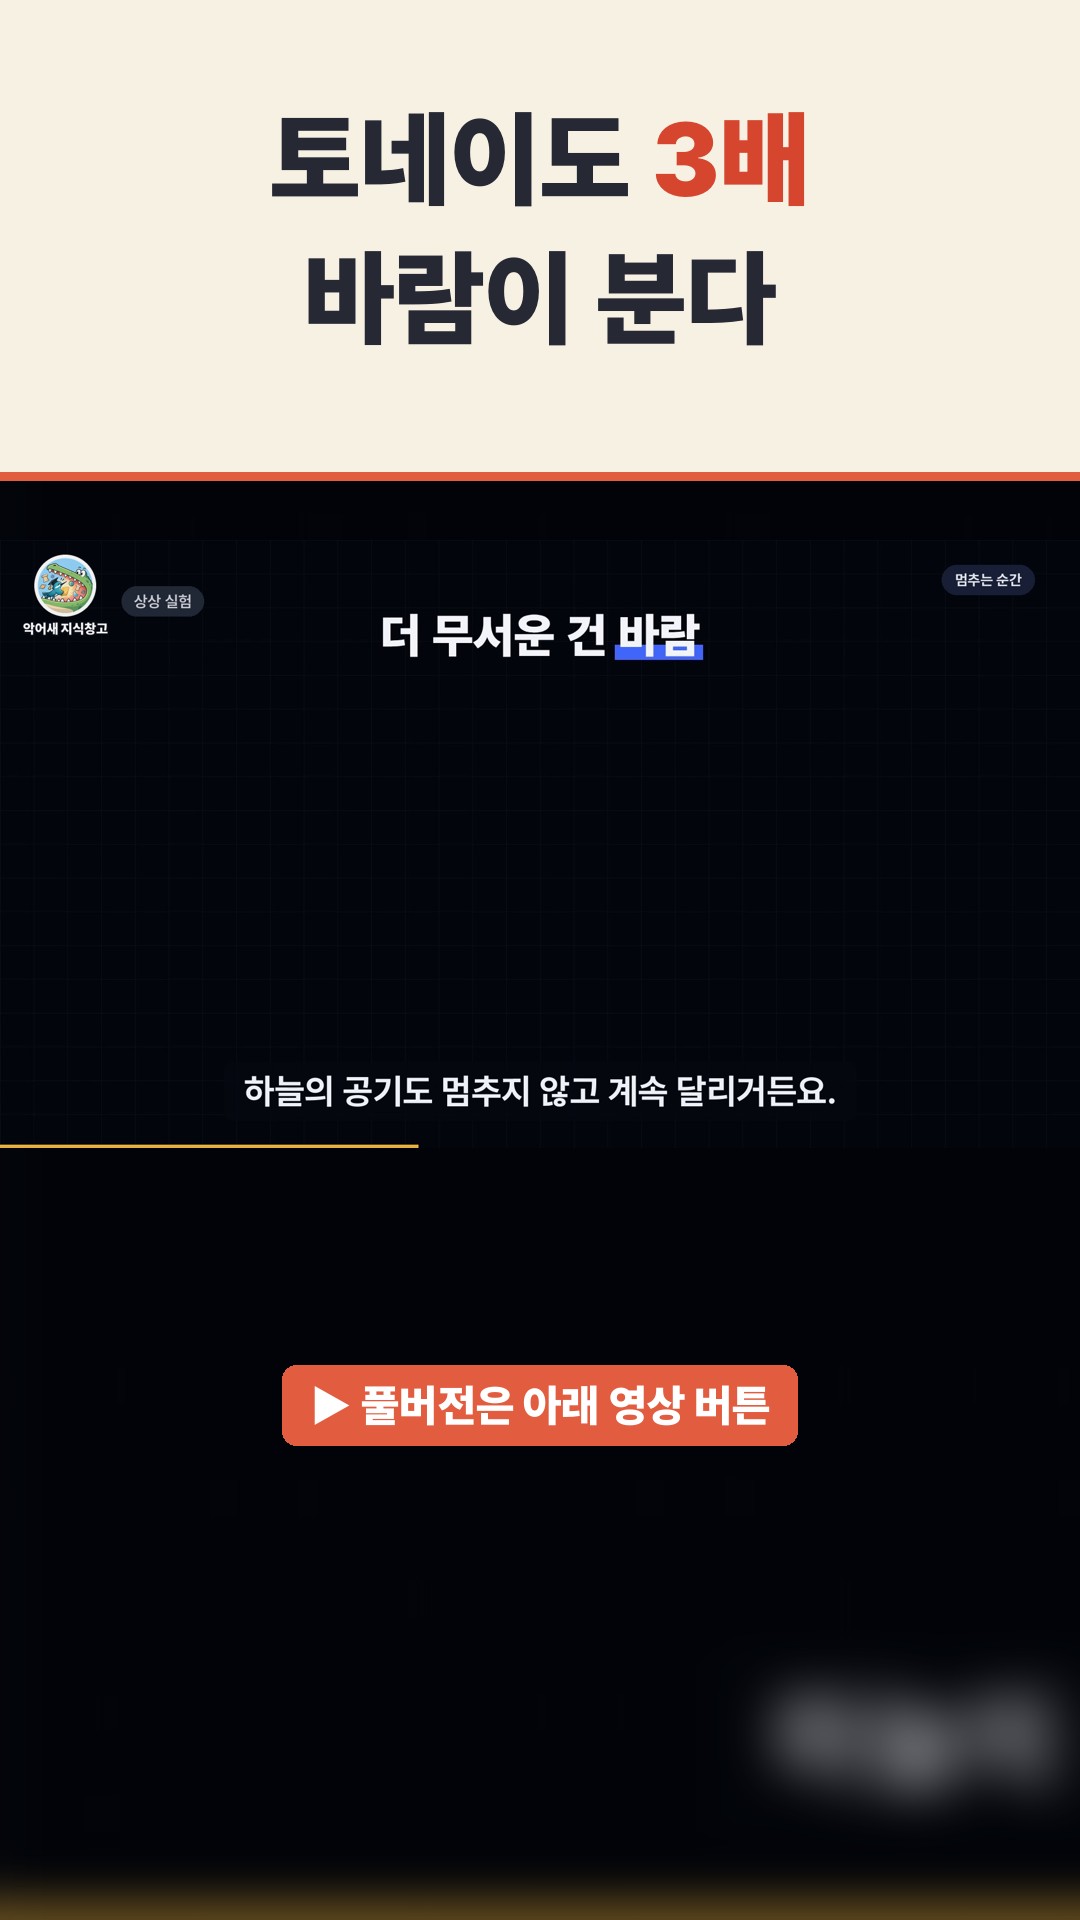 토네이도 3배
바람이 분다
악어새 지식창고
상상 실험
멈추는 순간
더 무서운 건 바람
하늘의 공기도 멈추지 않고 계속 달리거든요.
▶ 풀버전은 아래 영상 버튼